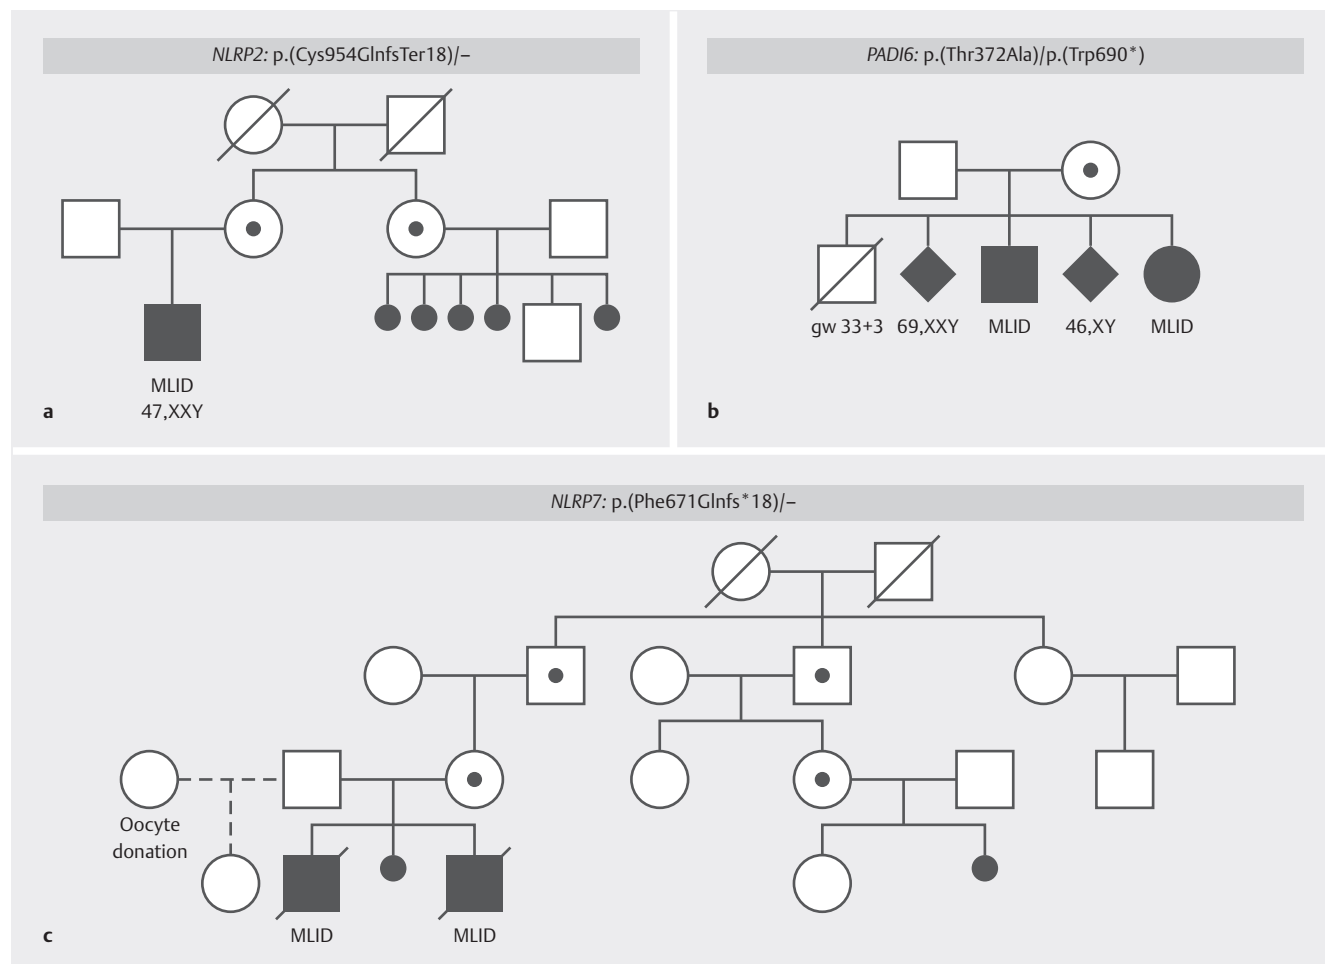 NLRP2: p.(Cys954GlnfsTer18)/–
MLID
47,XXY
a
PADI6: p.(Thr372Ala)/p.(Trp690*)
gw 33+3 69,XXY MLID 46,XY MLID
b
NLRP7: p.(Phe671Glnfs*18)/–
Oocyte
donation
MLID MLID
c